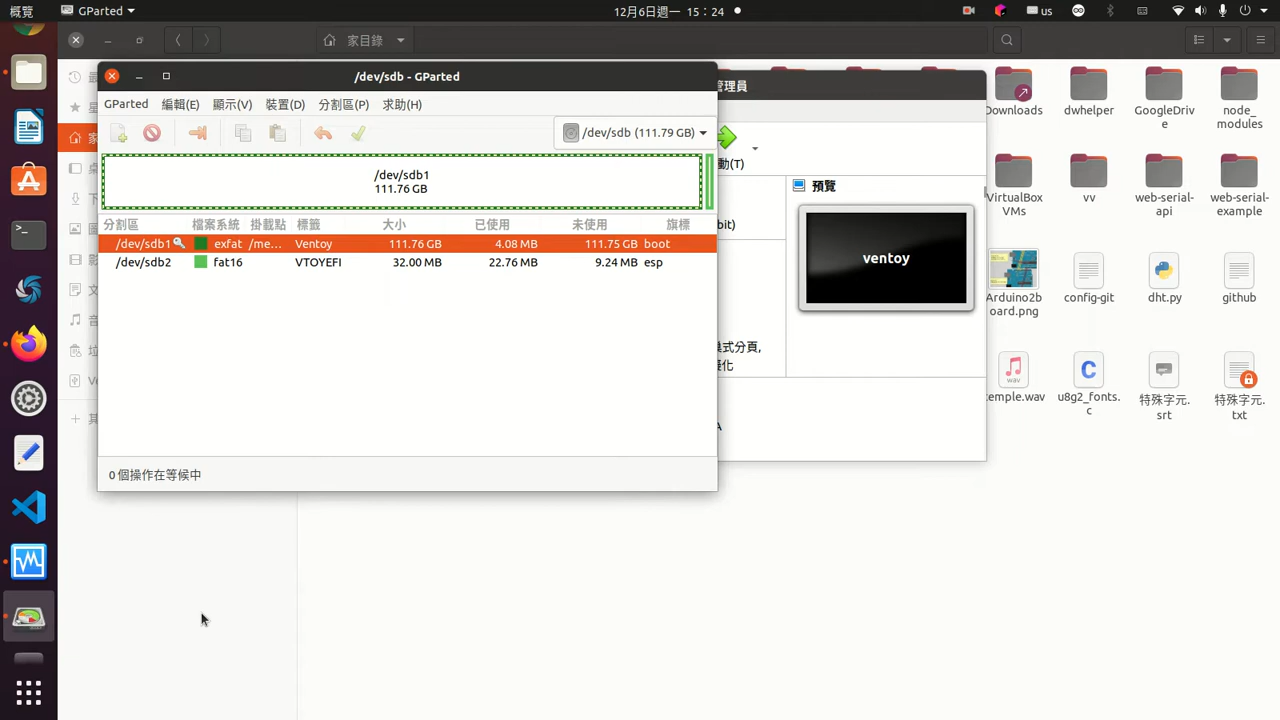 概覽
GParted
12月6日週一 15：24
us
家目錄
/dev/sdb - GParted
GParted 編輯(E) 顯示(V) 裝置(D) 分割區(P) 求助(H)
/dev/sdb (111.79 GB)
/dev/sdb1
111.76 GB
分割區 檔案系統 掛載點 標籤 大小 已使用 未使用 旗標
/dev/sdb1 exfat /me... Ventoy 111.76 GB 4.08 MB 111.75 GB boot
/dev/sdb2 fat16 VTOYEFI 32.00 MB 22.76 MB 9.24 MB esp
0 個操作在等候中
管理員
動(T)
預覽
bit)
ventoy
式分頁,
化
A
Downloads
dwhelper
GoogleDrive
node_modules
VirtualBox VMs
vv
web-serial-api
web-serial-example
Arduino2board.png
config-git
dht.py
github
temple.wav
u8g2_fonts.c
特殊字元.srt
特殊字元.txt